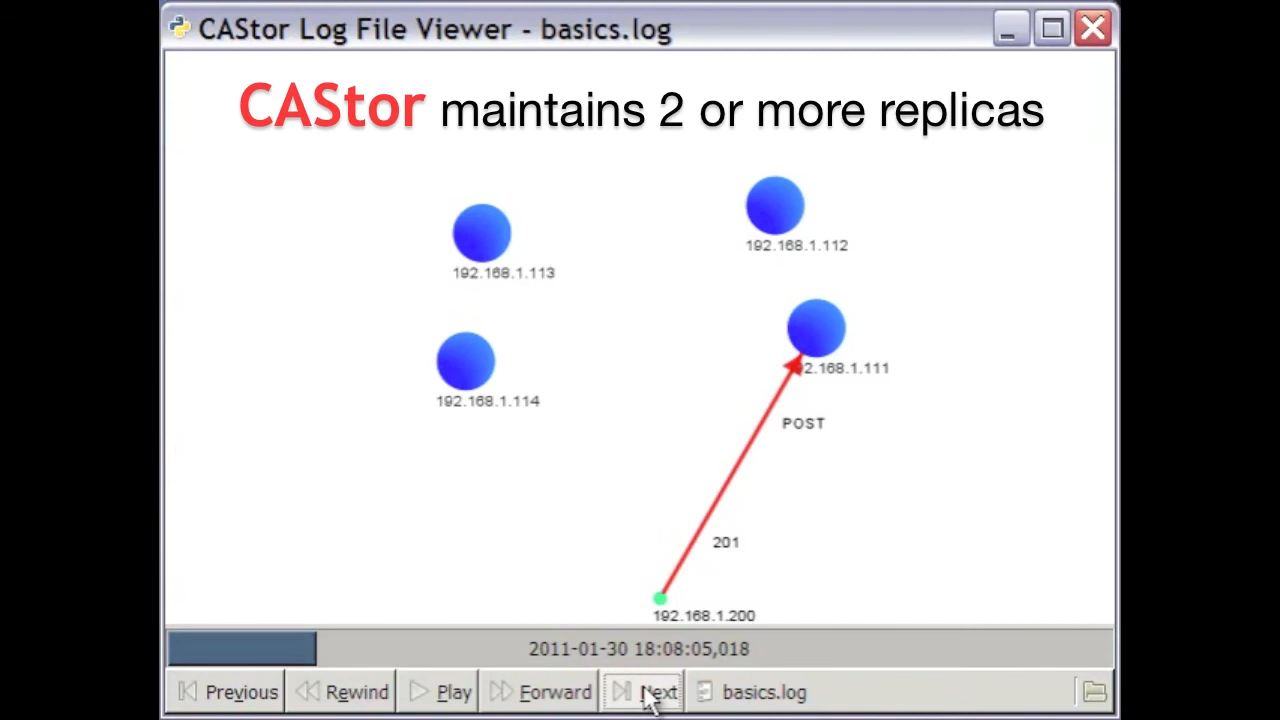 CAStor Log File Viewer - basics.log
CAStor maintains 2 or more replicas
192.168.1.112
192.168.1.113
92.168.1.111
192.168.1.114
POST
201
192.168.1.200
2011-01-30 18:08:05,018
Previous Rewind Play Forward Next basics.log